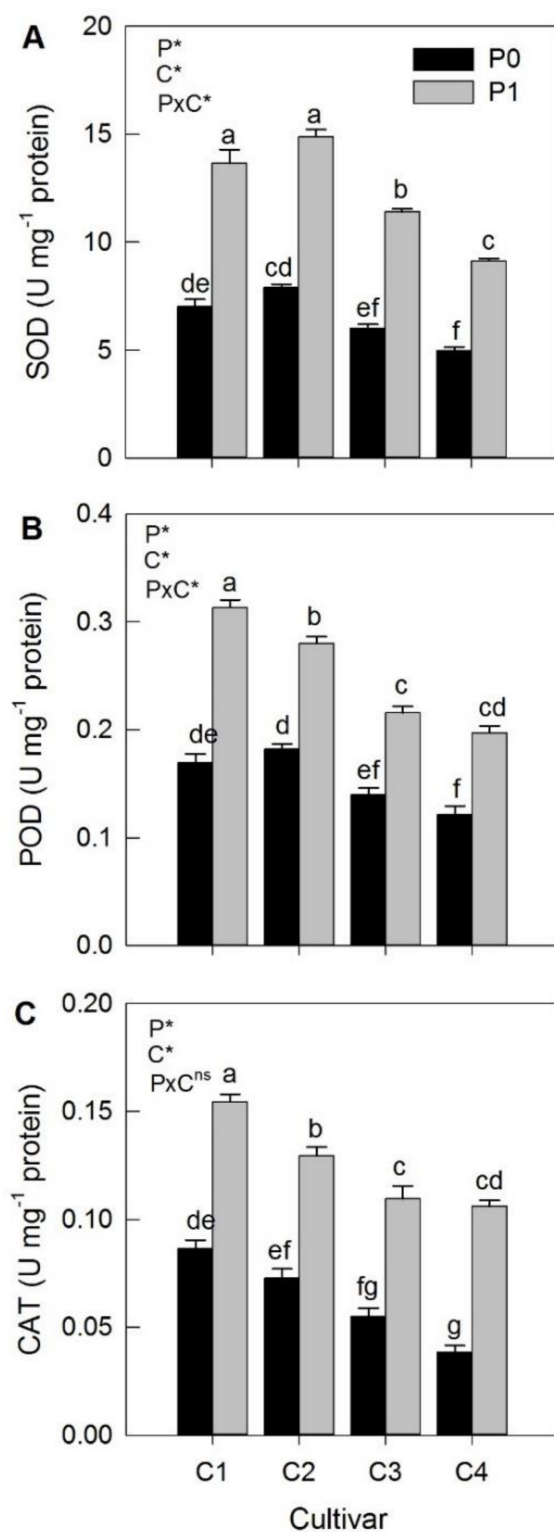 A
SOD (U mg⁻¹ protein)
20
15
10
5
0
P*
C*
PxC*
P0
P1
de
a
cd
a
ef
b
f
c
B
POD (U mg⁻¹ protein)
0.4
0.3
0.2
0.1
0.0
P*
C*
PxC*
de
a
d
b
ef
c
f
cd
C
CAT (U mg⁻¹ protein)
0.20
0.15
0.10
0.05
0.00
P*
C*
PxCⁿˢ
de
a
ef
b
fg
c
g
cd
C1 C2 C3 C4
Cultivar